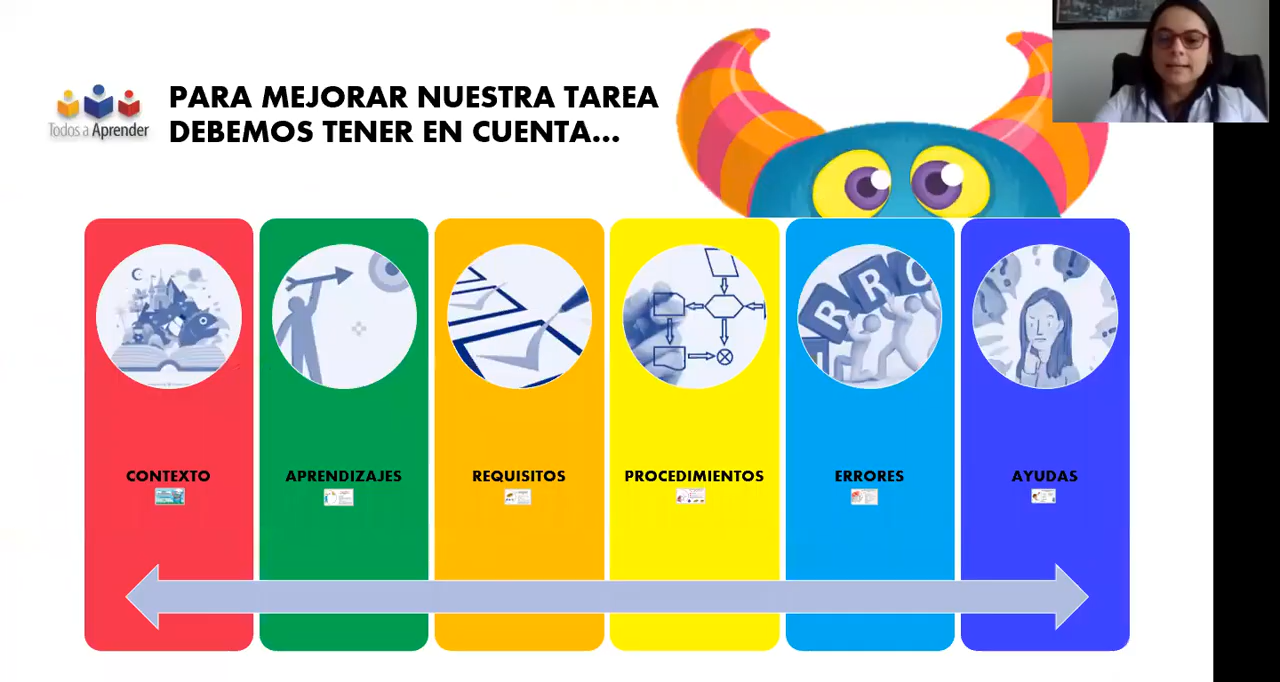 PARA MEJORAR NUESTRA TAREA
DEBEMOS TENER EN CUENTA...
Todos a Aprender
CONTEXTO
APRENDIZAJES
REQUISITOS
PROCEDIMIENTOS
ERRORES
AYUDAS